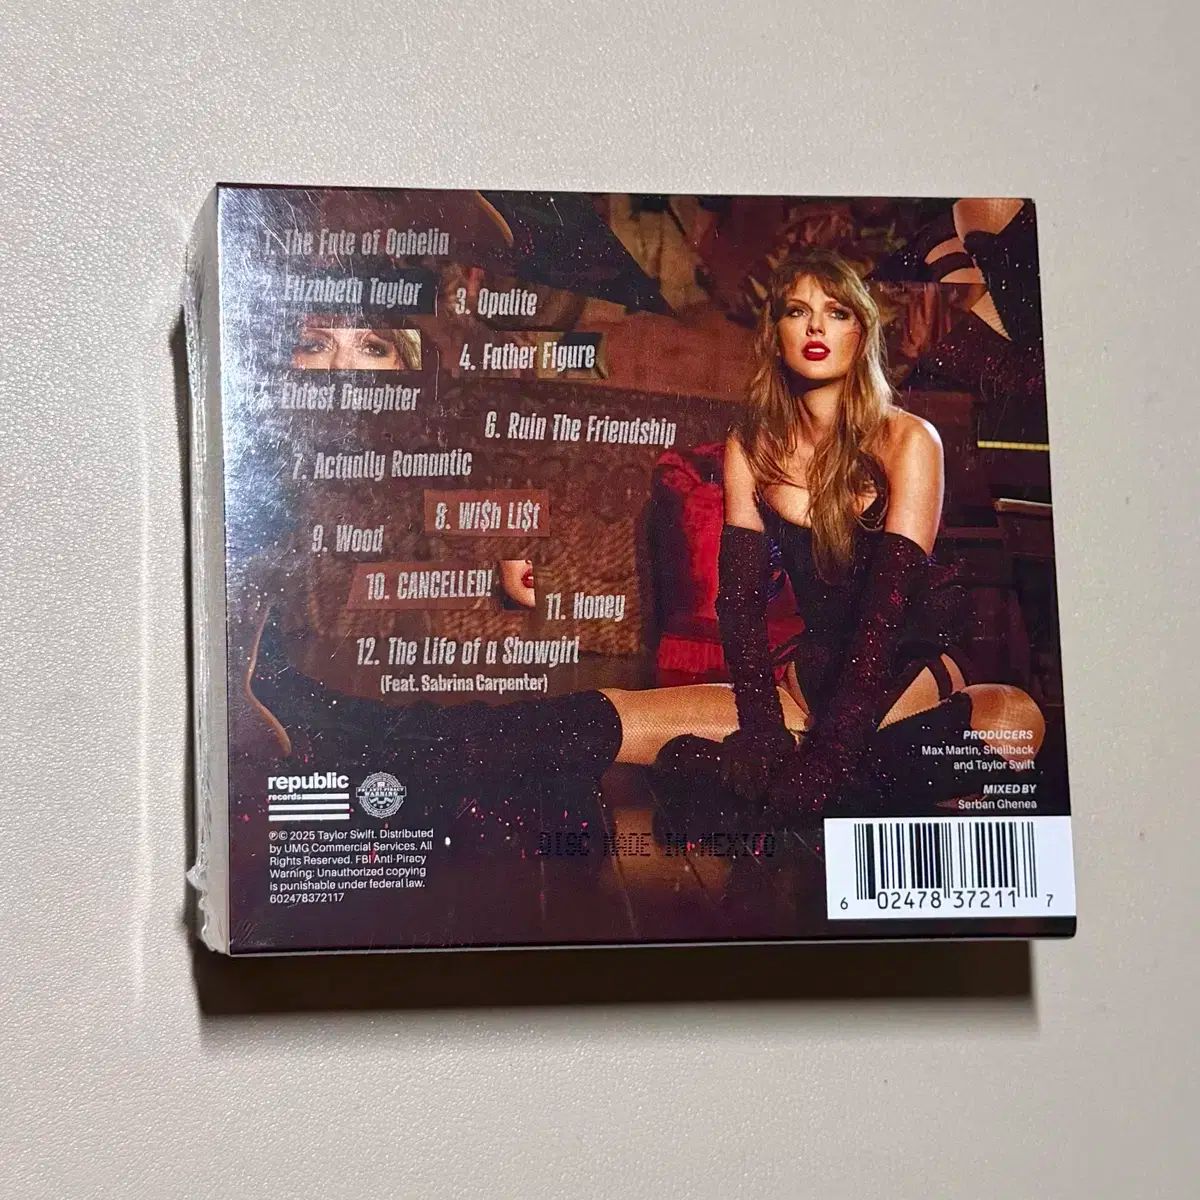 1. The Fate of Ophelia
2. Elizabeth Taylor
3. Opalite
4. Father Figure
5. Eldest Daughter
6. Ruin The Friendship
7. Actually Romantic
8. Wi$h Li$t
9. Wood
10. CANCELLED!
11. Honey
12. The Life of a Showgirl
(Feat. Sabrina Carpenter)
PRODUCERS
Max Martin, Shellback
and Taylor Swift
MIXED BY
Serban Ghenea
republic
records
FBI ANTI-PIRACY
WARNING
℗© 2025 Taylor Swift. Distributed
by UMG Commercial Services. All
Rights Reserved. FBI Anti-Piracy
Warning: Unauthorized copying
is punishable under federal law.
602478372117
DISC MADE IN MEXICO
6 02478 37211 7